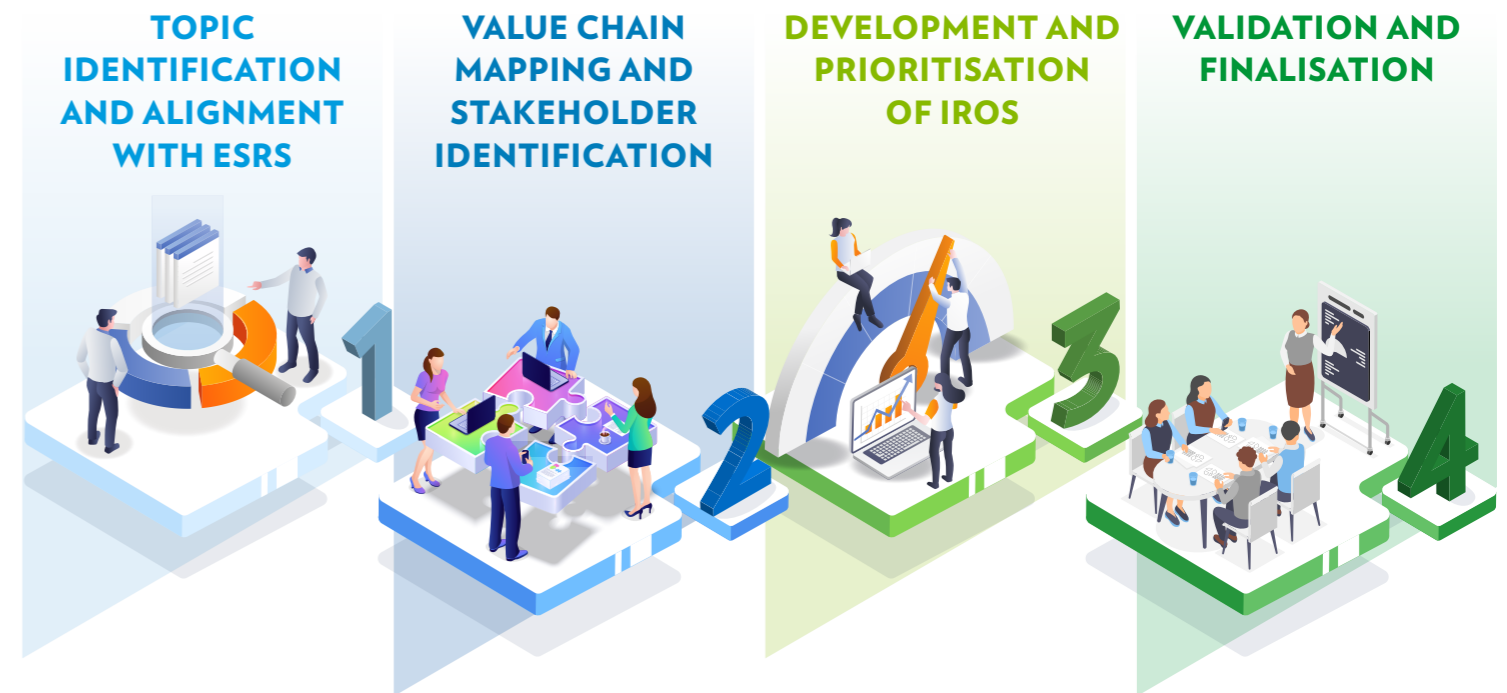 TOPIC
IDENTIFICATION
AND ALIGNMENT
WITH ESRS
1
VALUE CHAIN
MAPPING AND
STAKEHOLDER
IDENTIFICATION
2
DEVELOPMENT AND
PRIORITISATION
OF IROS
3
VALIDATION AND
FINALISATION
4